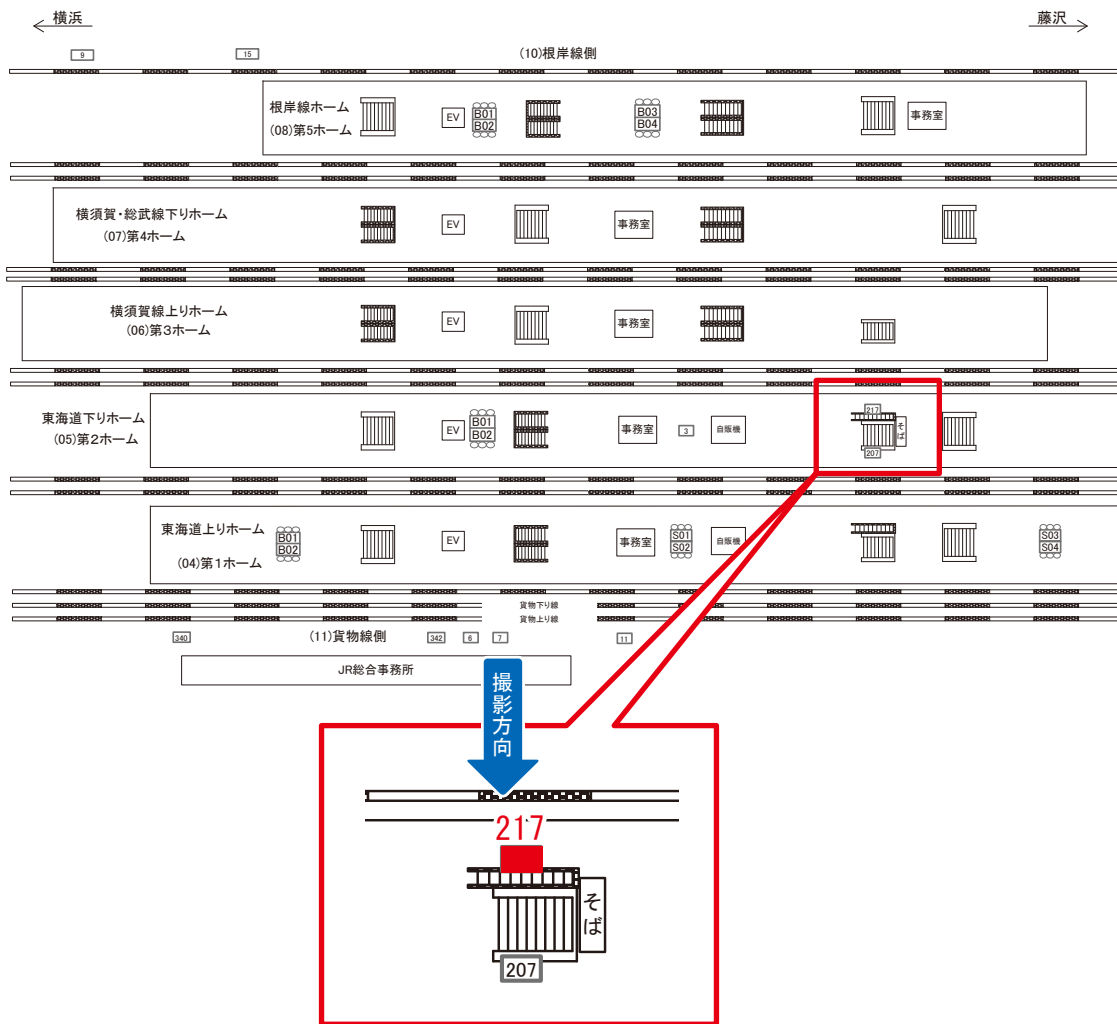 横浜
藤沢
9
15
(10)根岸線側
根岸線ホーム
(08)第5ホーム
EV
B01
B02
B03
B04
事務室
横須賀・総武線下りホーム
(07)第4ホーム
EV
事務室
横須賀線上りホーム
(06)第3ホーム
EV
事務室
東海道下りホーム
(05)第2ホーム
EV
B01
B02
事務室
3
自販機
217
207
そば
東海道上りホーム
(04)第1ホーム
B01
B02
EV
事務室
S01
S02
自販機
S03
S04
貨物下り線
貨物上り線
340
(11)貨物線側
342
6
7
11
JR総合事務所
撮影方向
217
そば
207